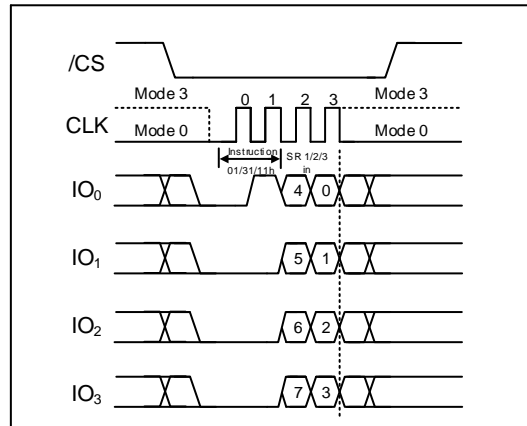 /CS
Mode 3
Mode 3
0 1 2 3
CLK
Mode 0
Mode 0
Instruction
SR 1/2/3
01/31/11h
in
IO0
4 0
IO1
5 1
IO2
6 2
IO3
7 3